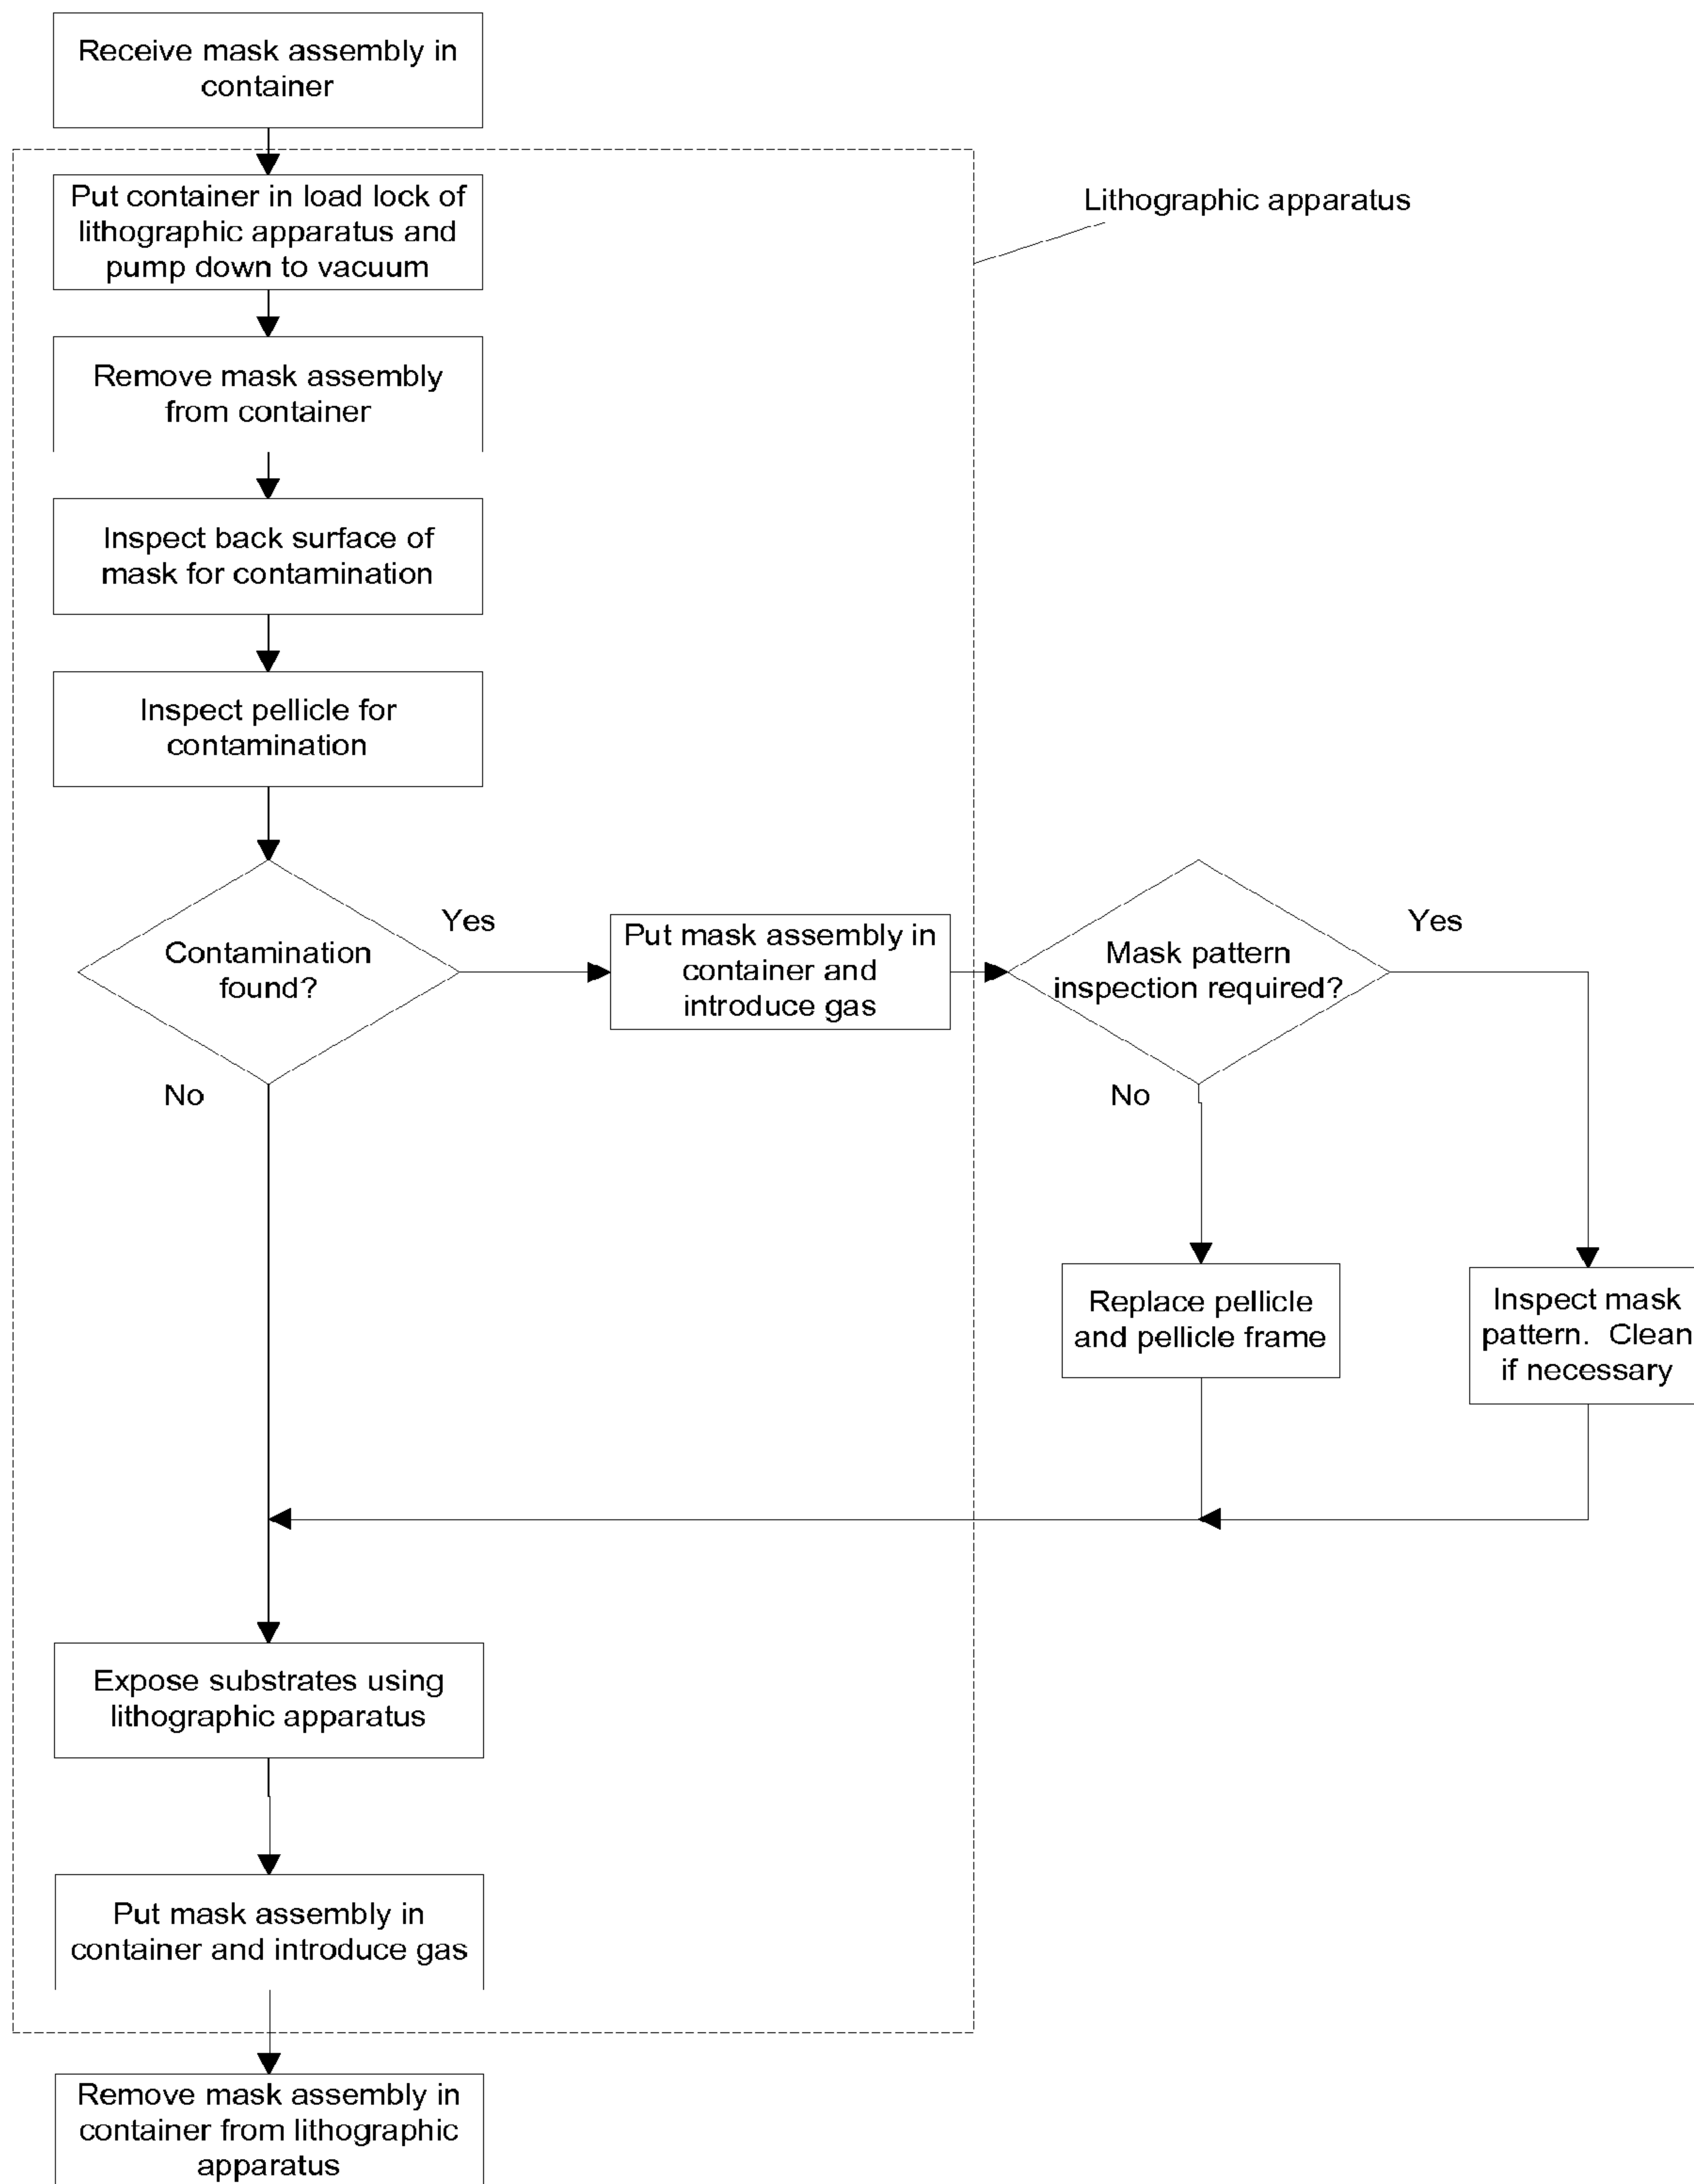 Receive mask assembly in
container
Put container in load lock of
lithographic apparatus and
pump down to vacuum
Lithographic apparatus
Remove mask assembly
from container
Inspect back surface of
mask for contamination
Inspect pellicle for
contamination
Contamination
found?
Yes
No
Put mask assembly in
container and
introduce gas
Mask pattern
inspection required?
Yes
No
Replace pellicle
and pellicle frame
Inspect mask
pattern. Clean
if necessary
Expose substrates using
lithographic apparatus
Put mask assembly in
container and introduce gas
Remove mask assembly in
container from lithographic
apparatus